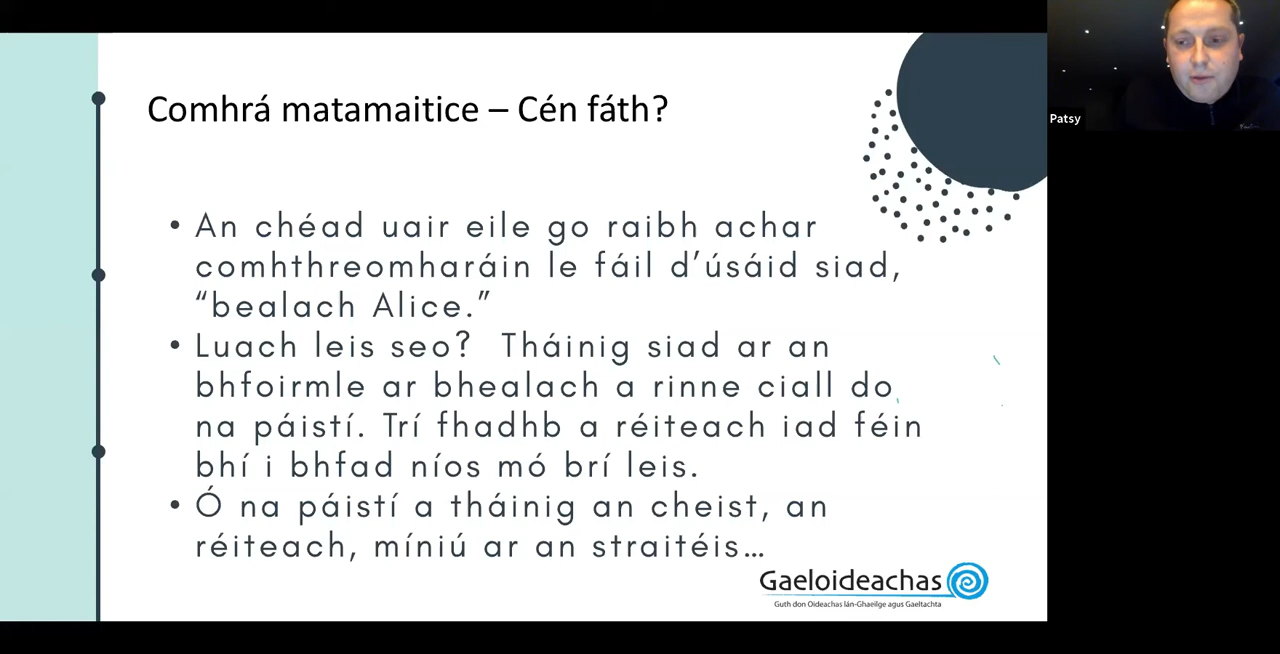 Comhrá matamaitice – Cén fáth?
• An chéad uair eile go raibh achar
comhthreomharáin le fáil d’úsáid siad,
“bealach Alice.”
• Luach leis seo? Tháinig siad ar an
bhfoirmle ar bhealach a rinne ciall do
na páistí. Trí fhadhb a réiteach iad féin
bhí i bhfad níos mó brí leis.
• Ó na páistí a tháinig an cheist, an
réiteach, míniú ar an straitéis…
Gaeloideachas
Guth don Oideachas lán-Ghaeilge agus Gaeltachta
Patsy